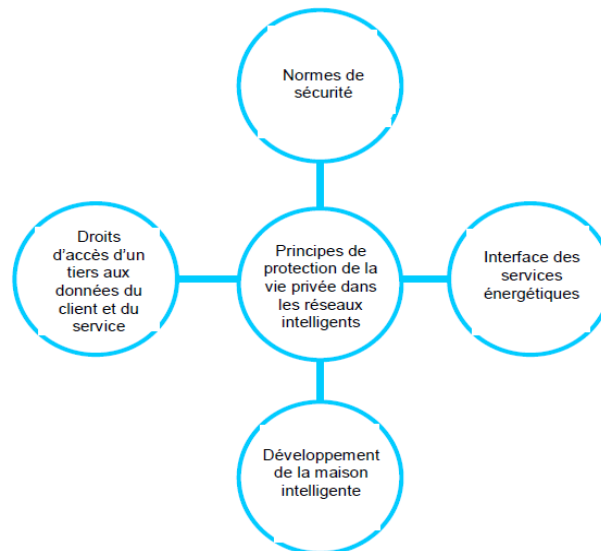 Normes de
sécurité
Droits
d'accès d'un
tiers aux
données du
client et du
service
Principes de
protection de la
vie privée dans
les réseaux
intelligents
Interface des
services
énergétiques
Développement
de la maison
intelligente